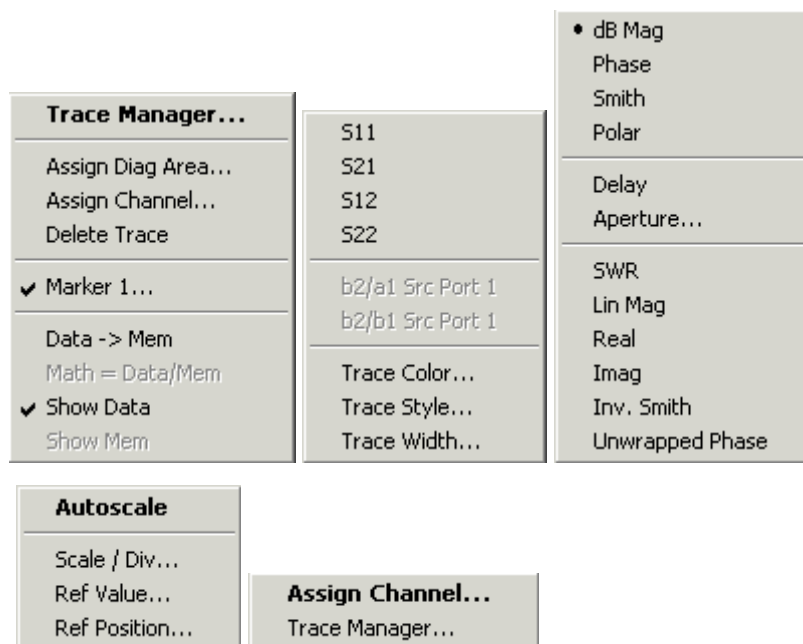 Trace Manager...
Assign Diag Area...
Assign Channel...
Delete Trace
Marker 1...
Data -> Mem
Math = Data/Mem
Show Data
Show Mem
S11
S21
S12
S22
b2/a1 Src Port 1
b2/b1 Src Port 1
Trace Color...
Trace Style...
Trace Width...
dB Mag
Phase
Smith
Polar
Delay
Aperture...
SWR
Lin Mag
Real
Imag
Inv. Smith
Unwrapped Phase
Autoscale
Scale / Div...
Ref Value...
Ref Position...
Assign Channel...
Trace Manager...